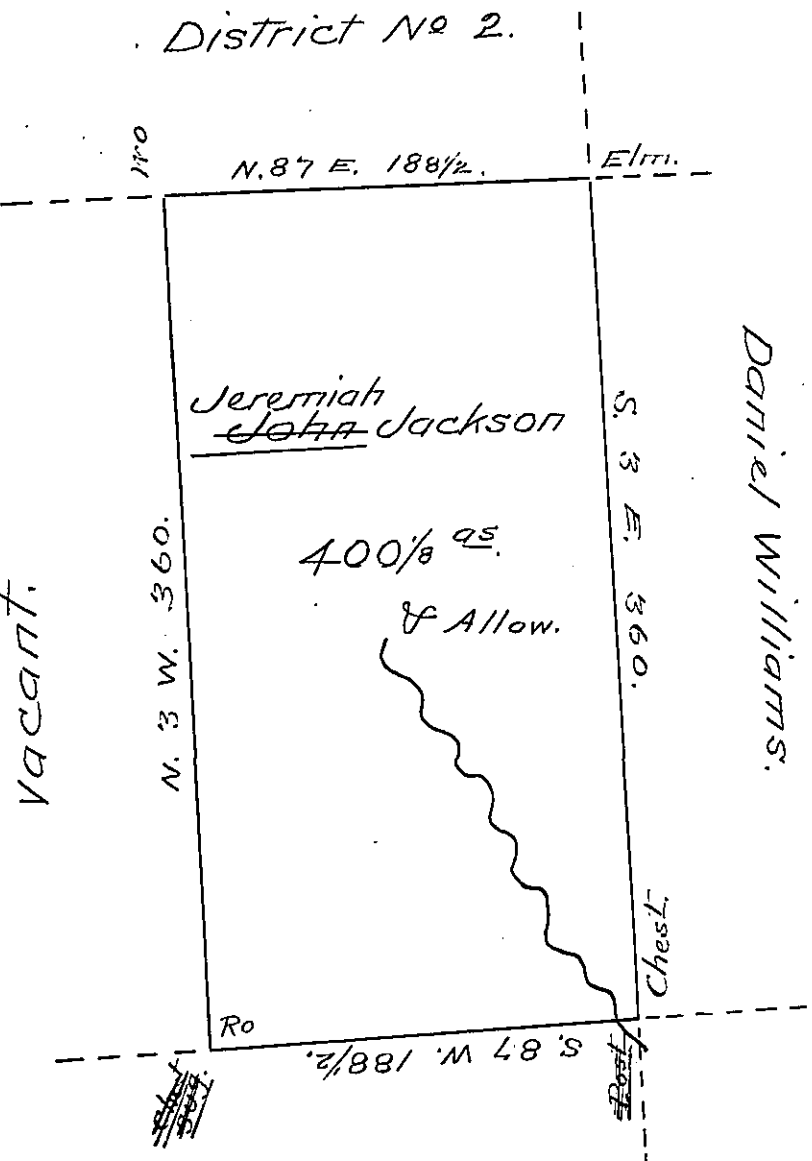 District No 2.
N.87 E. 188½.
Elm.
Jeremiah
John Jackson
400⅛ as.
& Allow.
S. 3 E. 360.
Daniel Williams.
N. 3 W. 360.
Vacant.
Chest.
Ro
S. 87 W. 188½.
Post